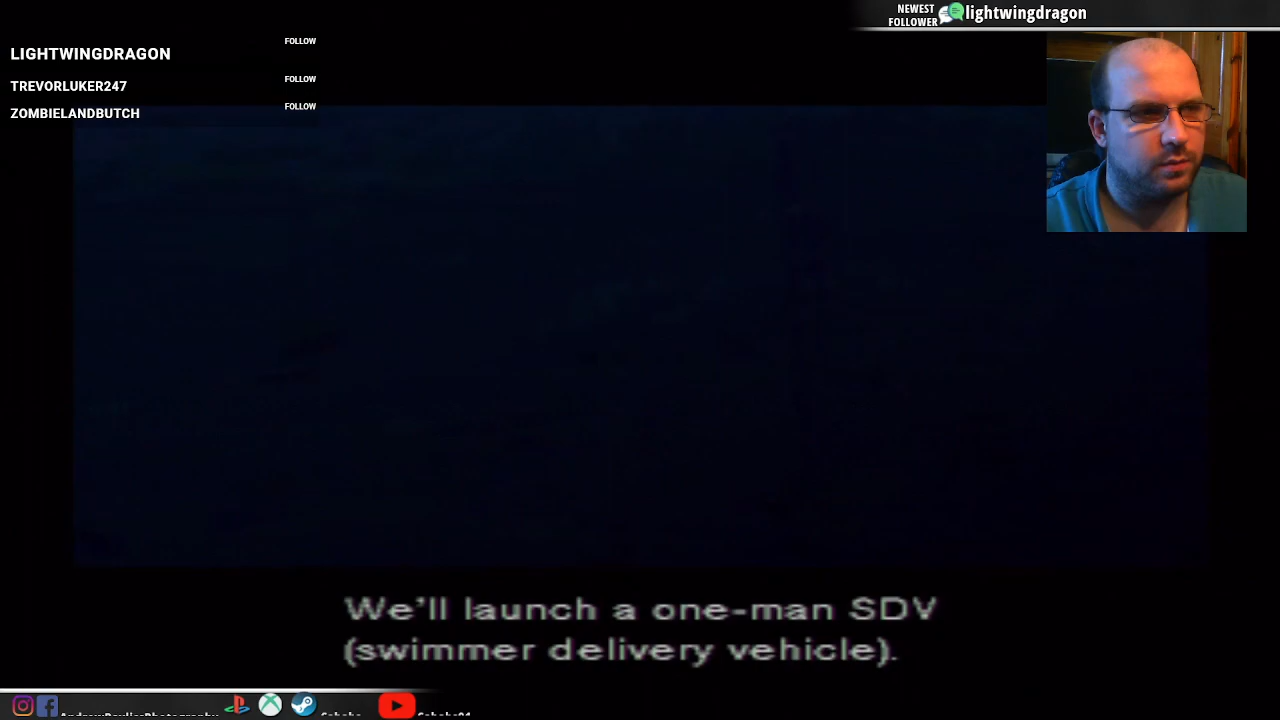 NEWEST
FOLLOWER
lightwingdragon
LIGHTWINGDRAGON FOLLOW
TREVORLUKER247 FOLLOW
ZOMBIELANDBUTCH FOLLOW
We'll launch a one-man SDV
(swimmer delivery vehicle).